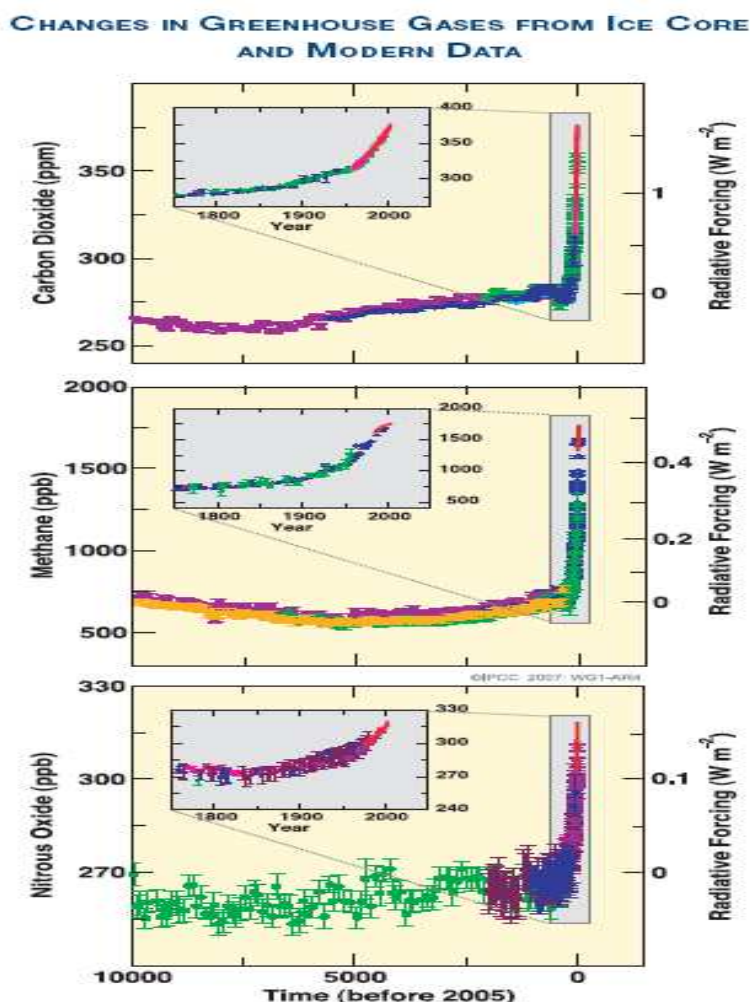 CHANGES IN GREENHOUSE GASES FROM ICE CORE
AND MODERN DATA
Carbon Dioxide (ppm)
350
300
250
400
350
300
1800 1900 2000
Year
1
0
Radiative Forcing (W m⁻²)
Methane (ppb)
2000
1500
1000
500
2000
1500
1000
500
1800 1900 2000
Year
0.4
0.2
0
Radiative Forcing (W m⁻²)
©IPCC 2007: WG1-AR4
Nitrous Oxide (ppb)
330
300
270
330
300
270
240
1800 1900 2000
Year
0.1
0
Radiative Forcing (W m⁻²)
10000 5000 0
Time (before 2005)